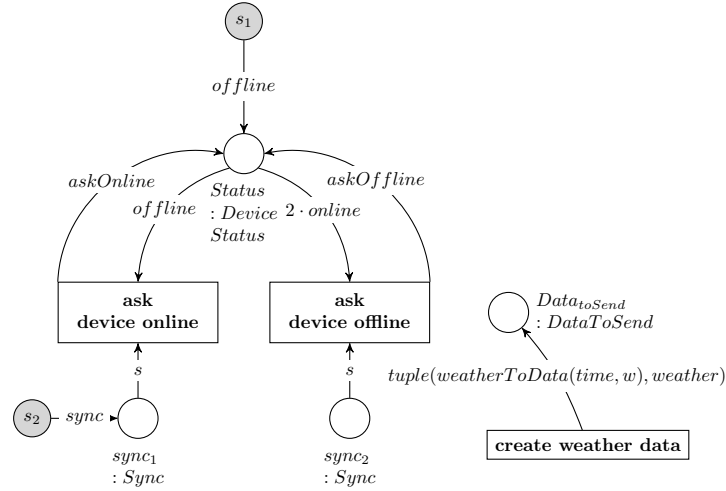 s₁
offline
askOnline
askOffline
offline
Status
: Device
Status
2 · online
ask
device online
ask
device offline
Data_toSend
: DataToSend
s
s
tuple(weatherToData(time, w), weather)
s₂
sync
create weather data
sync₁
: Sync
sync₂
: Sync